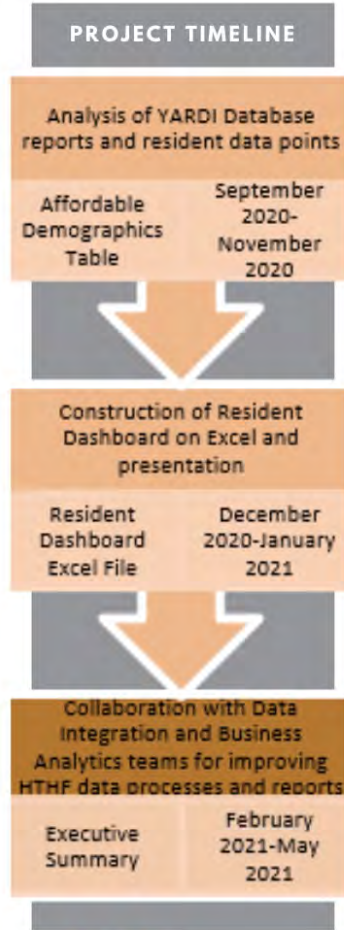 PROJECT TIMELINE
Analysis of YARDI Database
reports and resident data points
Affordable
Demographics
Table
September
2020-
November
2020
Construction of Resident
Dashboard on Excel and
presentation
Resident
Dashboard
Excel File
December
2020-January
2021
Collaboration with Data
Integration and Business
Analytics teams for improving
HTHF data processes and reports
Executive
Summary
February
2021-May
2021